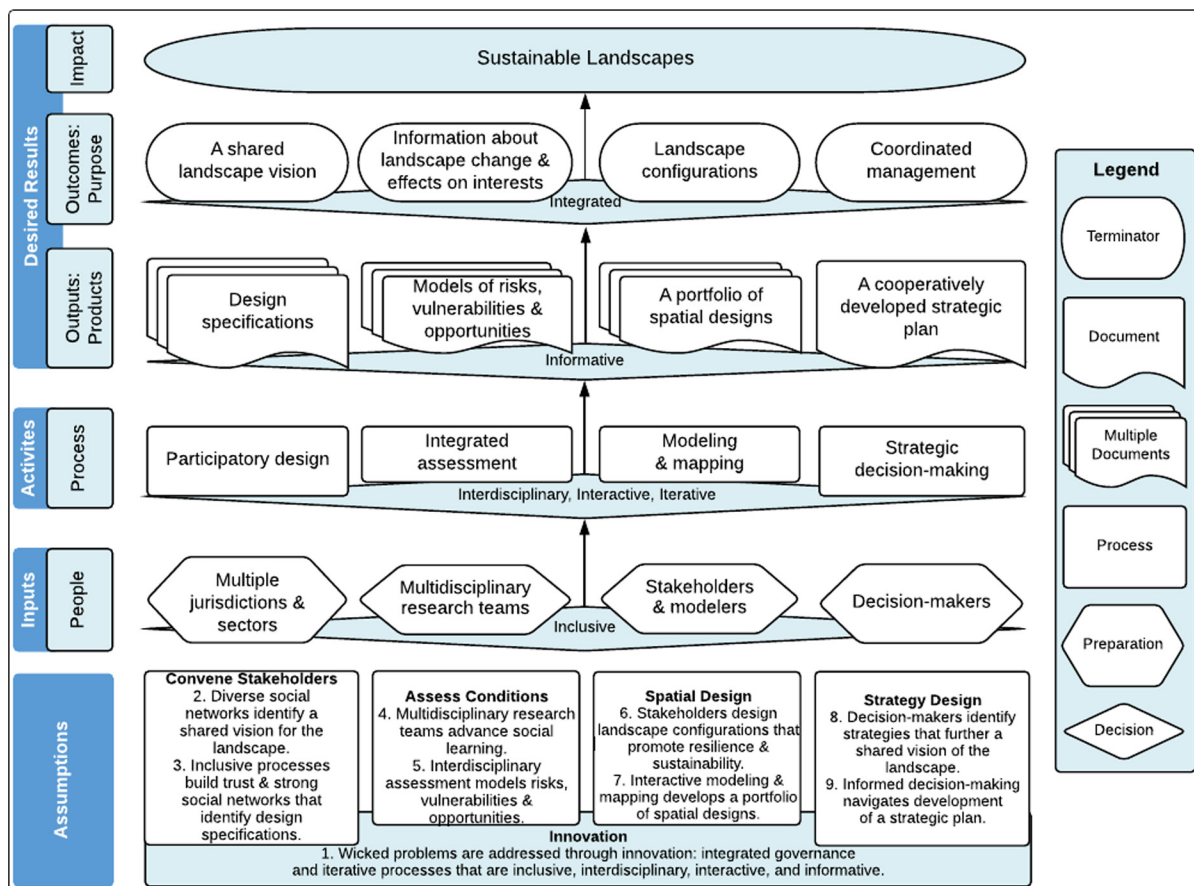 Impact
Sustainable Landscapes
Desired Results
Outcomes:
Purpose
A shared
landscape vision
Information about
landscape change &
effects on interests
Landscape
configurations
Coordinated
management
Integrated
Outputs:
Products
Design
specifications
Models of risks,
vulnerabilities &
opportunities
A portfolio of
spatial designs
A cooperatively
developed strategic
plan
Informative
Activites
Process
Participatory design
Integrated
assessment
Modeling
& mapping
Strategic
decision-making
Interdisciplinary, Interactive, Iterative
Inputs
People
Multiple
jurisdictions &
sectors
Multidisciplinary
research teams
Stakeholders
& modelers
Decision-makers
Inclusive
Assumptions
Convene Stakeholders
2. Diverse social
networks identify a
shared vision for the
landscape.
3. Inclusive processes
build trust & strong
social networks that
identify design
specifications.
Assess Conditions
4. Multidisciplinary research
teams advance social
learning.
5. Interdisciplinary
assessment models risks,
vulnerabilities &
opportunities.
Spatial Design
6. Stakeholders design
landscape configurations that
promote resilience &
sustainability.
7. Interactive modeling &
mapping develops a portfolio
of spatial designs.
Strategy Design
8. Decision-makers identify
strategies that further a
shared vision of the
landscape.
9. Informed decision-making
navigates development
of a strategic plan.
Innovation
1. Wicked problems are addressed through innovation: integrated governance
and iterative processes that are inclusive, interdisciplinary, interactive, and informative.
Legend
Terminator
Document
Multiple
Documents
Process
Preparation
Decision